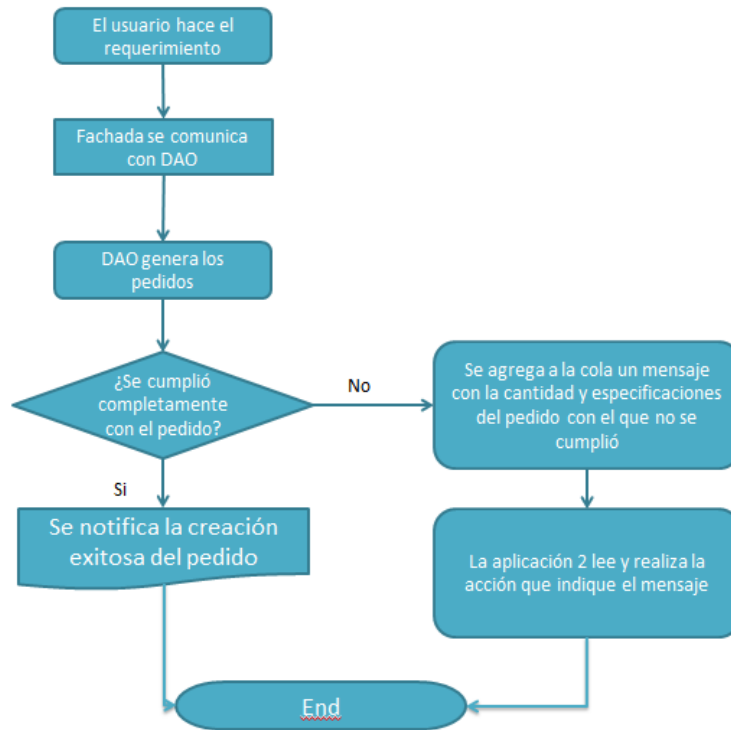 El usuario hace el
requerimiento
Fachada se comunica
con DAO
DAO genera los
pedidos
¿Se cumplió
completamente
con el pedido?
No
Se agrega a la cola un mensaje
con la cantidad y especificaciones
del pedido con el que no se
cumplió
Si
Se notifica la creación
exitosa del pedido
La aplicación 2 lee y realiza la
acción que indique el mensaje
End